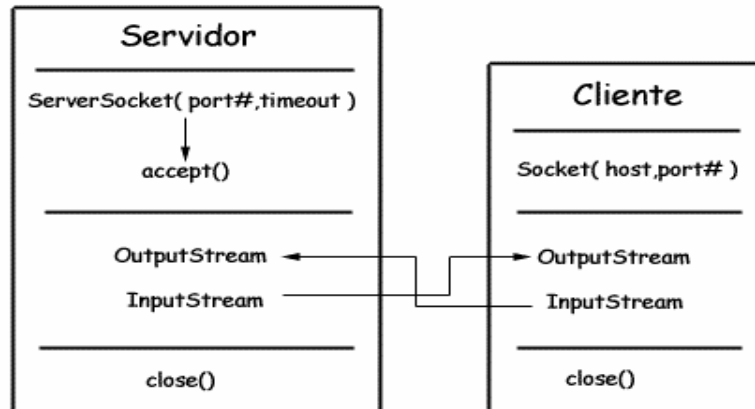 Servidor
ServerSocket( port#,timeout )
accept()
OutputStream
InputStream
close()
Cliente
Socket( host,port# )
OutputStream
InputStream
close()